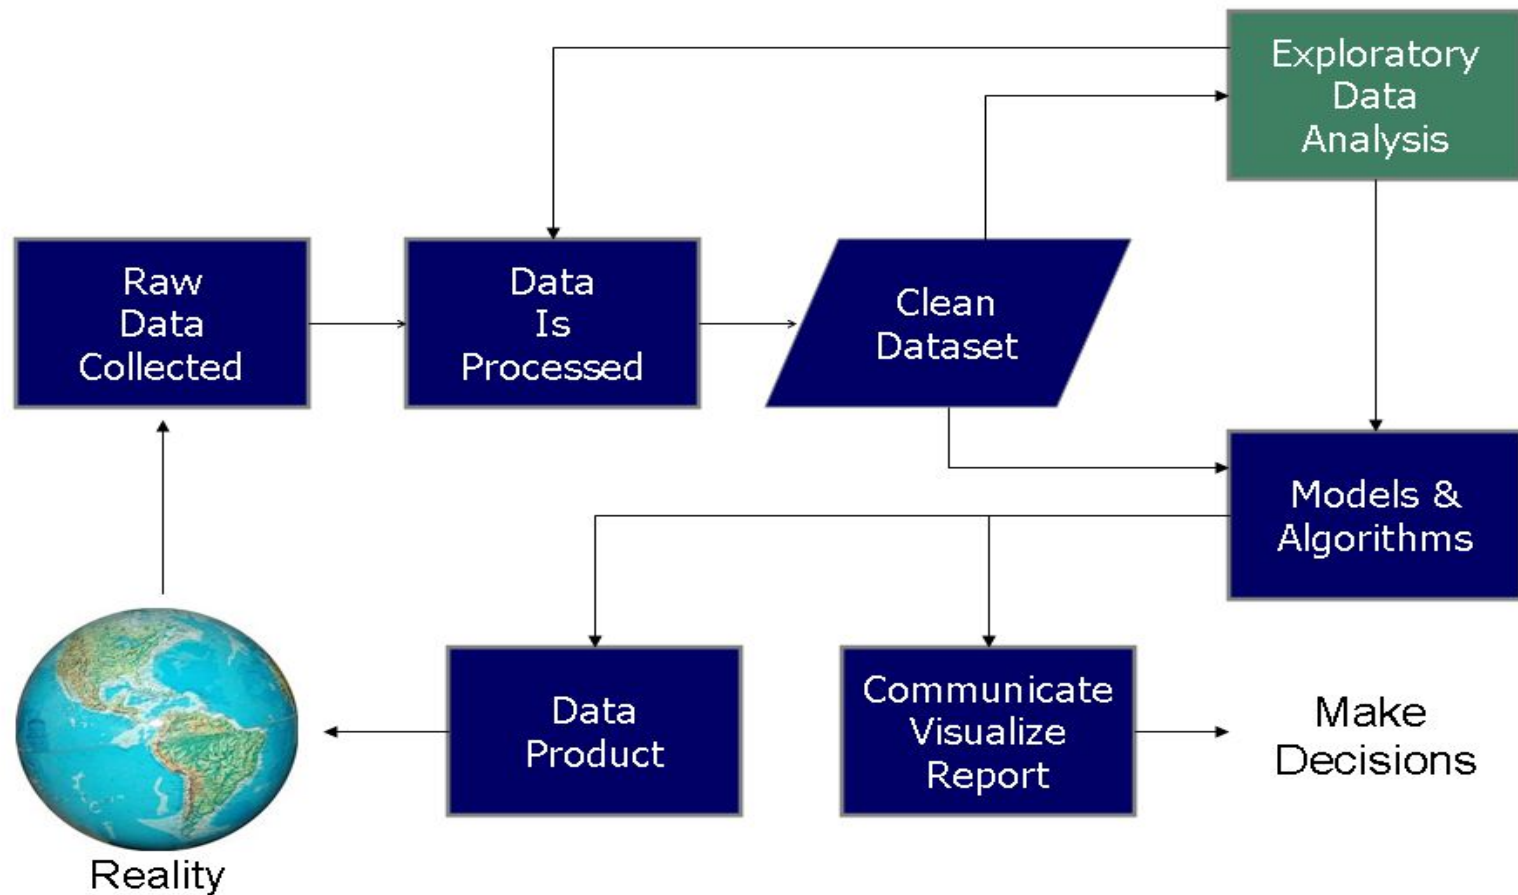 Exploratory
Data
Analysis
Raw
Data
Collected
Data
Is
Processed
Clean
Dataset
Models &
Algorithms
Data
Product
Communicate
Visualize
Report
Make
Decisions
Reality